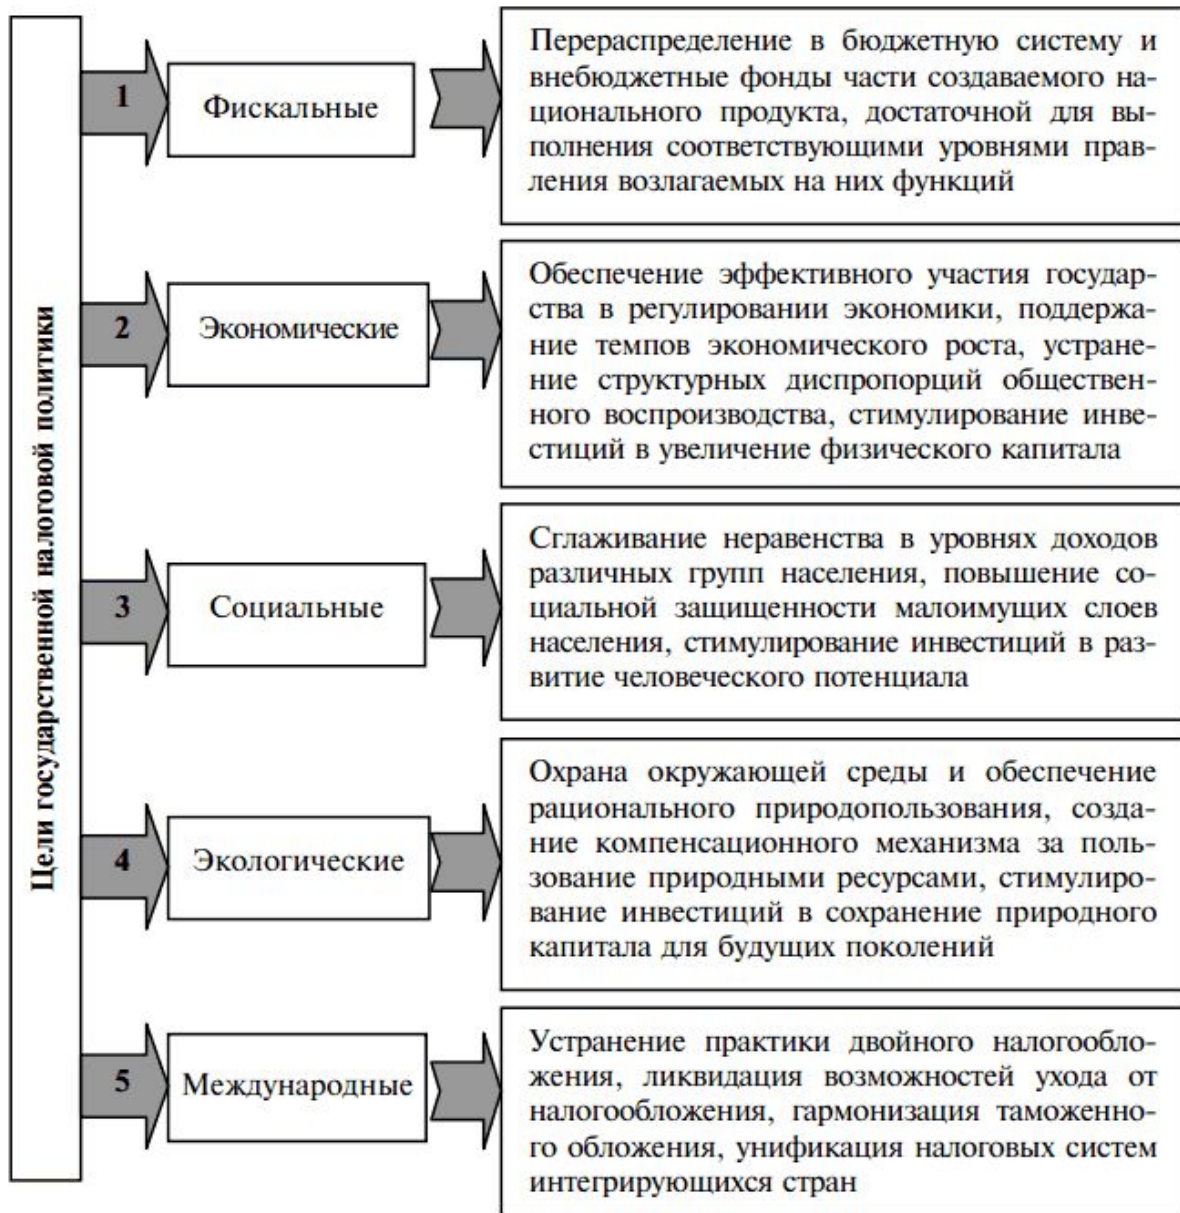 Цели государственной налоговой политики
1
Фискальные
Перераспределение в бюджетную систему и
внебюджетные фонды части создаваемого на-
ционального продукта, достаточной для вы-
полнения соответствующими уровнями прав-
ления возлагаемых на них функций
2
Экономические
Обеспечение эффективного участия государ-
ства в регулировании экономики, поддержа-
ние темпов экономического роста, устране-
ние структурных диспропорций обществен-
ного воспроизводства, стимулирование инве-
стиций в увеличение физического капитала
3
Социальные
Сглаживание неравенства в уровнях доходов
различных групп населения, повышение со-
циальной защищенности малоимущих слоев
населения, стимулирование инвестиций в раз-
витие человеческого потенциала
4
Экологические
Охрана окружающей среды и обеспечение
рационального природопользования, созда-
ние компенсационного механизма за поль-
зование природными ресурсами, стимулиро-
вание инвестиций в сохранение природного
капитала для будущих поколений
5
Международные
Устранение практики двойного налогообло-
жения, ликвидация возможностей ухода от
налогообложения, гармонизация таможенно-
го обложения, унификация налоговых систем
интегрирующихся стран